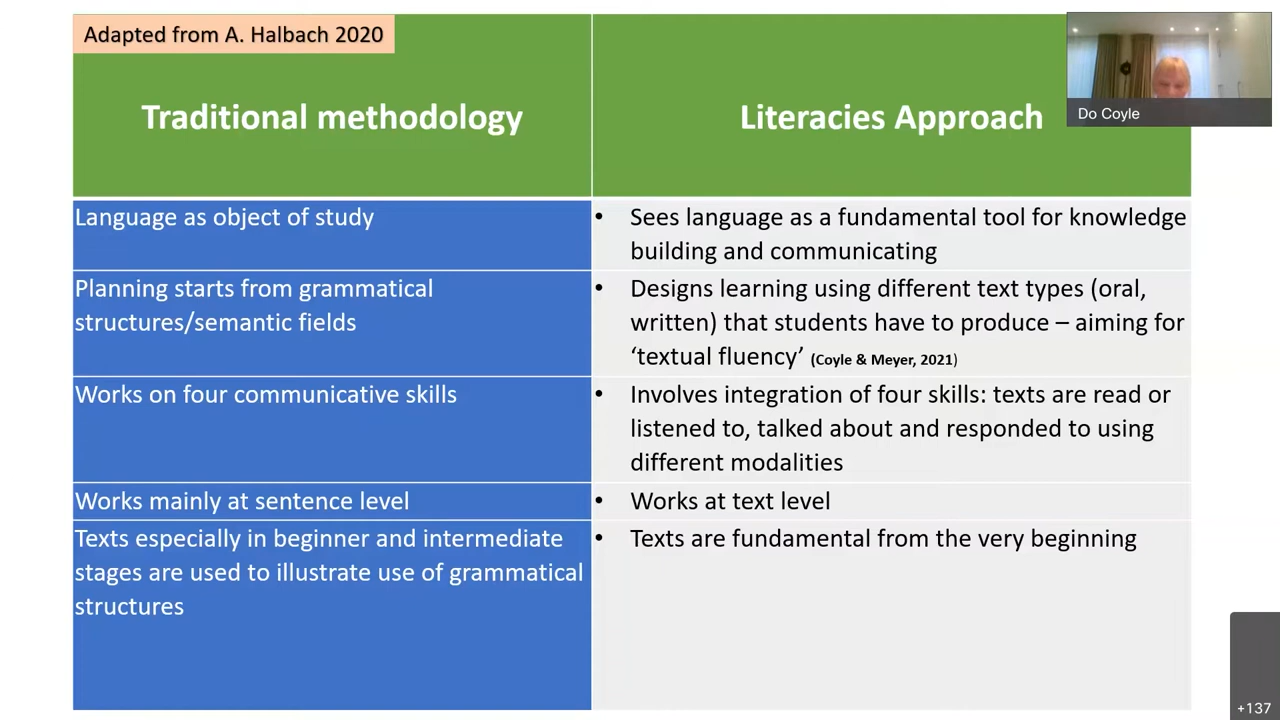 Adapted from A. Halbach 2020
Traditional methodology
Literacies Approach
Do Coyle
Language as object of study
• Sees language as a fundamental tool for knowledge
building and communicating
Planning starts from grammatical
structures/semantic fields
• Designs learning using different text types (oral,
written) that students have to produce – aiming for
‘textual fluency’ (Coyle & Meyer, 2021)
Works on four communicative skills
• Involves integration of four skills: texts are read or
listened to, talked about and responded to using
different modalities
Works mainly at sentence level
• Works at text level
Texts especially in beginner and intermediate
stages are used to illustrate use of grammatical
structures
• Texts are fundamental from the very beginning
+137